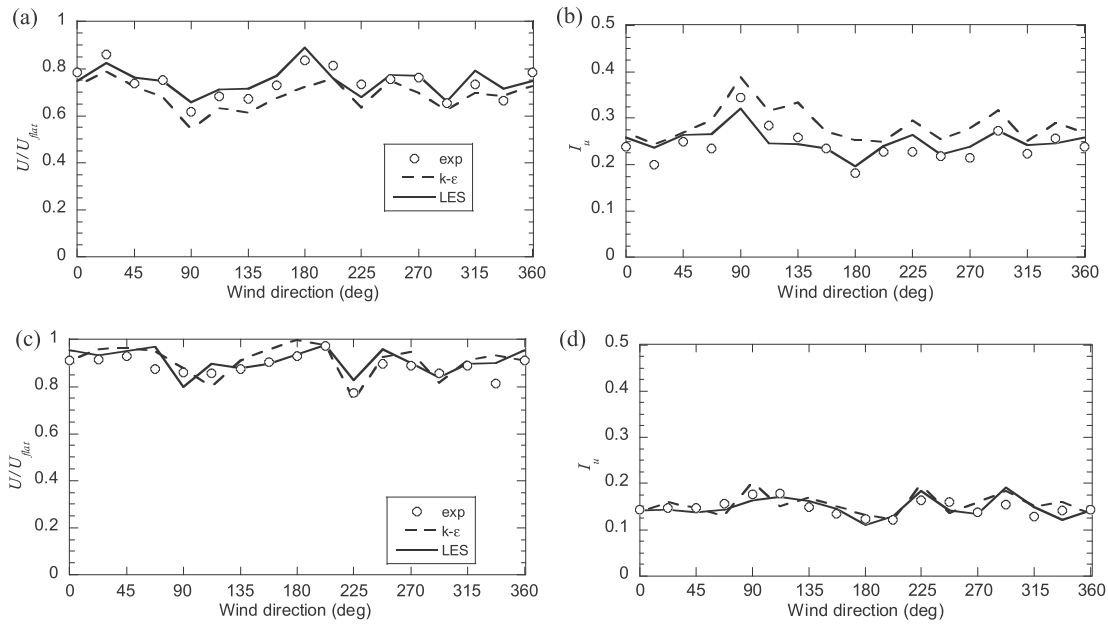 (a)
1
0.8
0.6
0.4
0.2
0
U/U_flat
exp
k-ε
LES
0 45 90 135 180 225 270 315 360
Wind direction (deg)
(b)
0.5
0.4
0.3
0.2
0.1
0
I_u
0 45 90 135 180 225 270 315 360
Wind direction (deg)
(c)
1
0.8
0.6
0.4
0.2
0
U/U_flat
exp
k-ε
LES
0 45 90 135 180 225 270 315 360
Wind direction (deg)
(d)
0.5
0.4
0.3
0.2
0.1
0
I_u
0 45 90 135 180 225 270 315 360
Wind direction (deg)